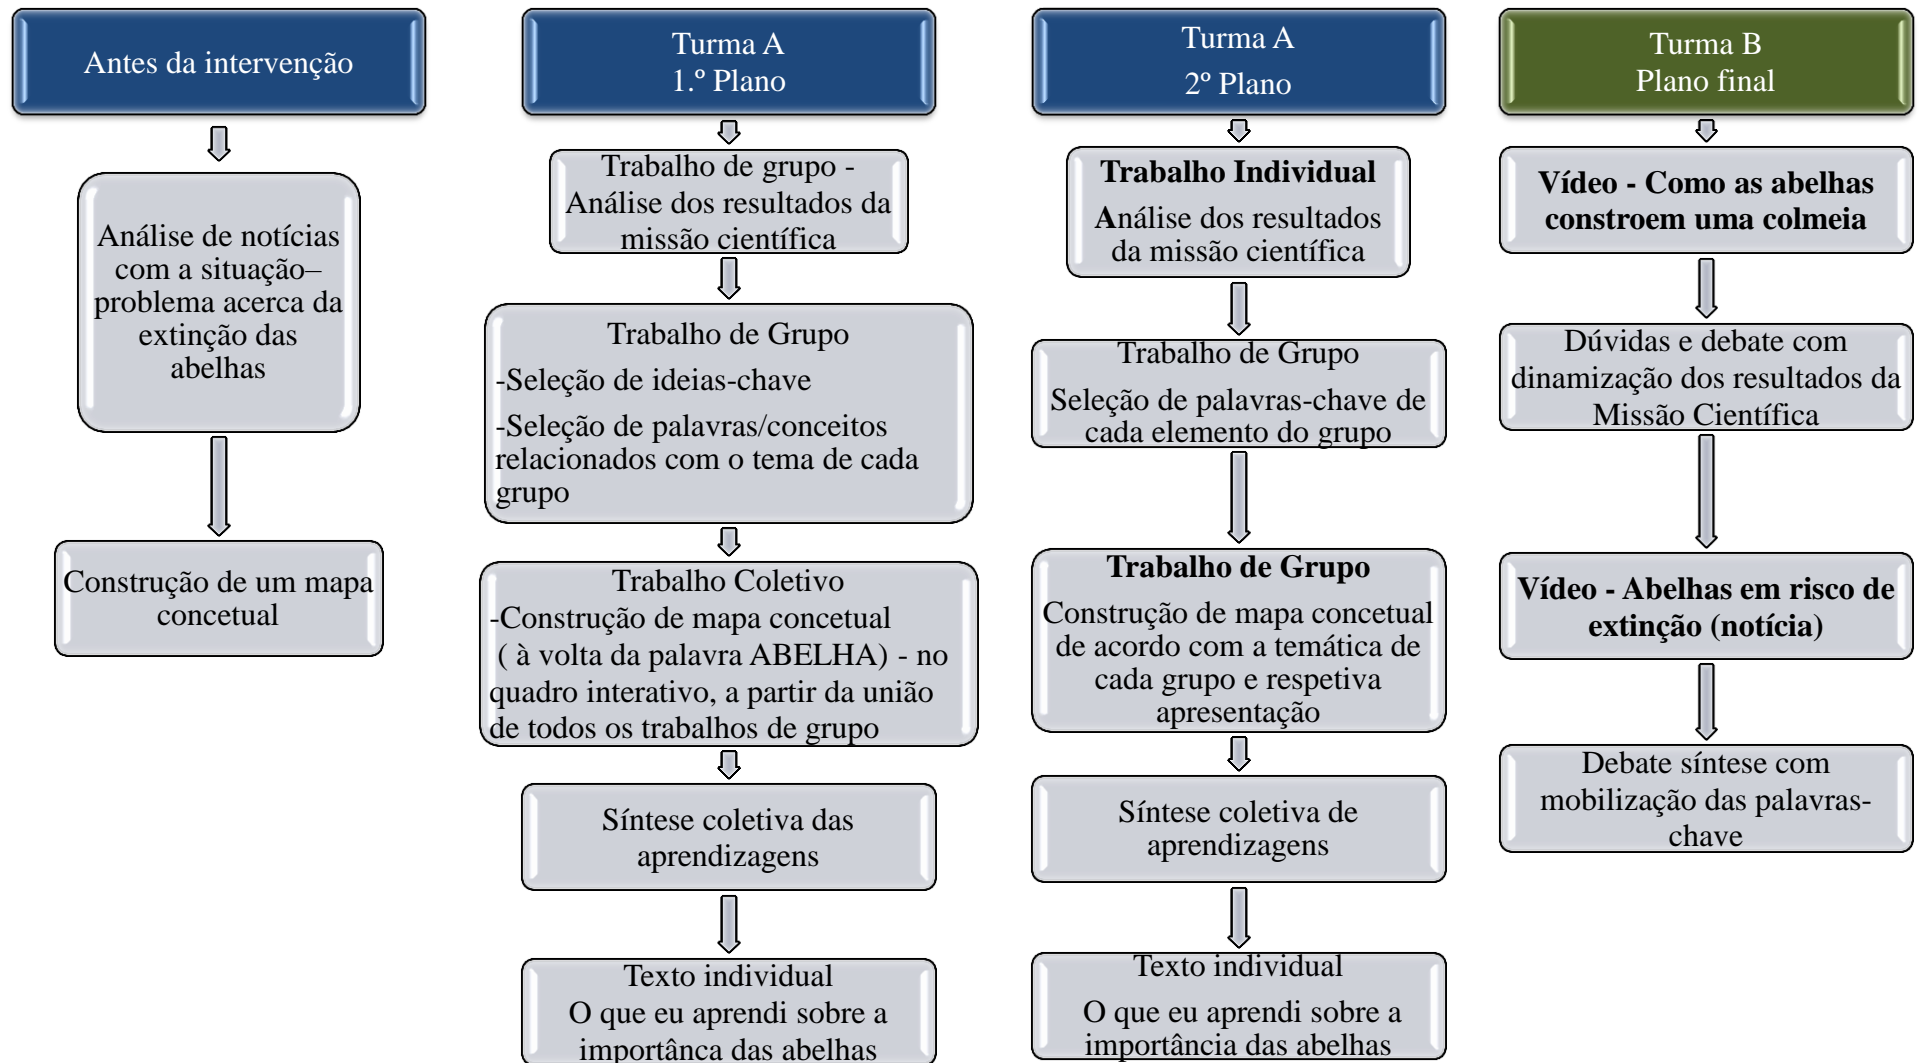 Antes da intervenção
Análise de notícias
com a situação–
problema acerca da
extinção das
abelhas
Construção de um mapa
concetual
Turma A
1.º Plano
Trabalho de grupo -
Análise dos resultados da
missão científica
Trabalho de Grupo
-Seleção de ideias-chave
-Seleção de palavras/conceitos
relacionados com o tema de cada
grupo
Trabalho Coletivo
-Construção de mapa concetual
( à volta da palavra ABELHA) - no
quadro interativo, a partir da união
de todos os trabalhos de grupo
Síntese coletiva das
aprendizagens
Texto individual
O que eu aprendi sobre a
importânca das abelhas
Turma A
2º Plano
Trabalho Individual
Análise dos resultados
da missão científica
Trabalho de Grupo
Seleção de palavras-chave de
cada elemento do grupo
Trabalho de Grupo
Construção de mapa concetual
de acordo com a temática de
cada grupo e respetiva
apresentação
Síntese coletiva de
aprendizagens
Texto individual
O que eu aprendi sobre a
importância das abelhas
Turma B
Plano final
Vídeo - Como as abelhas
constroem uma colmeia
Dúvidas e debate com
dinamização dos resultados da
Missão Científica
Vídeo - Abelhas em risco de
extinção (notícia)
Debate síntese com
mobilização das palavras-
chave